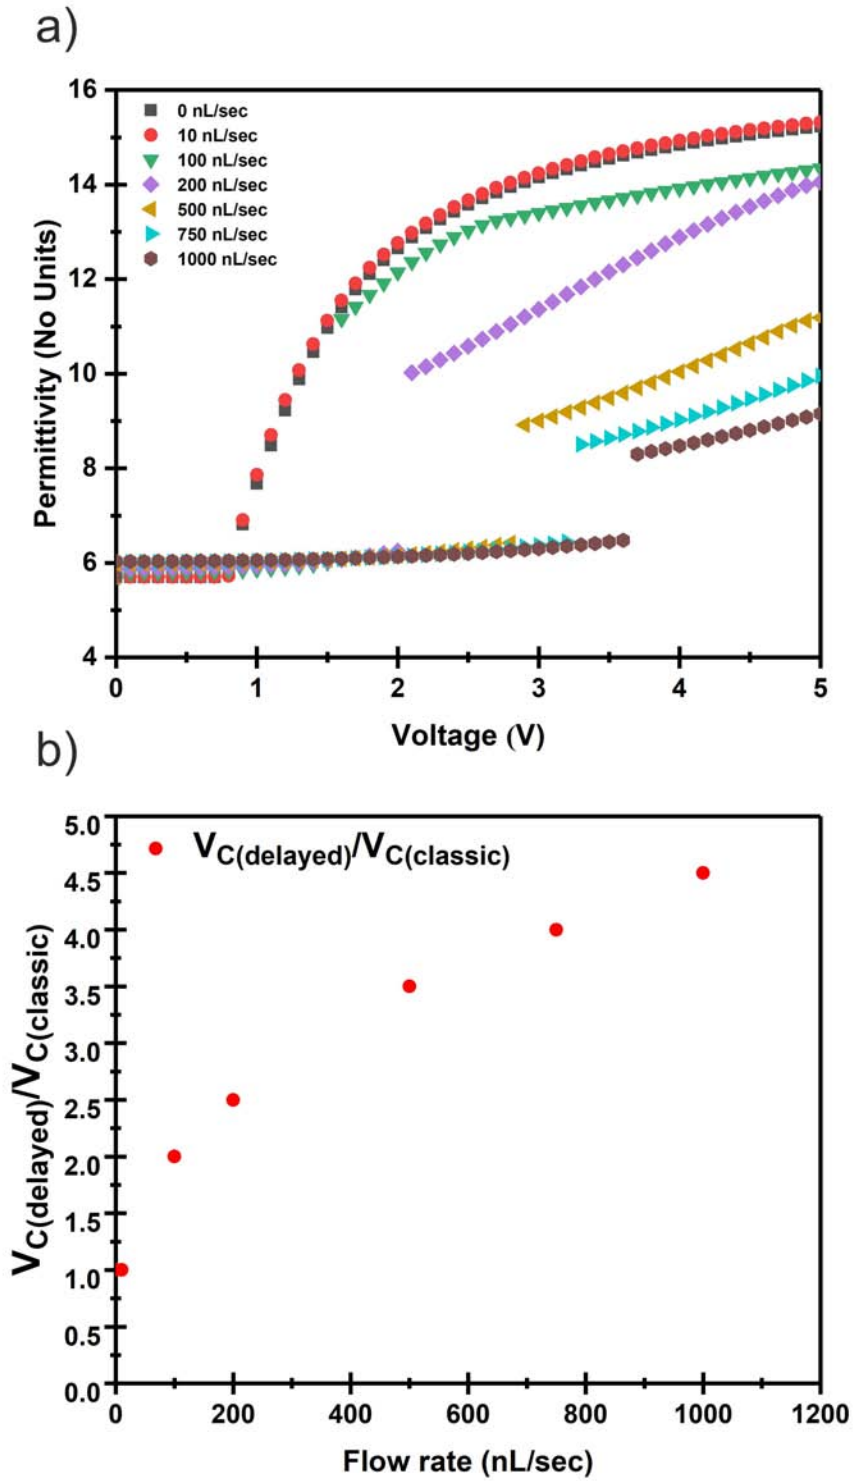 a)
16
14
12
10
8
6
4
Permittivity (No Units)
0 nL/sec
10 nL/sec
100 nL/sec
200 nL/sec
500 nL/sec
750 nL/sec
1000 nL/sec
0 1 2 3 4 5
Voltage (V)
b)
5.0
4.5
4.0
3.5
3.0
2.5
2.0
1.5
1.0
0.5
0.0
VC(delayed)/VC(classic)
VC(delayed)/VC(classic)
0 200 400 600 800 1000 1200
Flow rate (nL/sec)